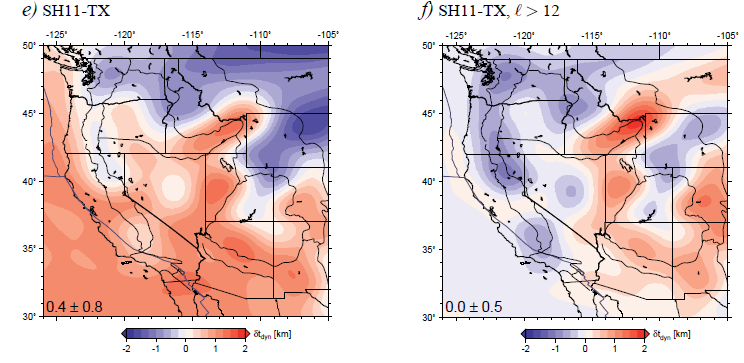 e) SH11-TX
f) SH11-TX, ℓ > 12
-125° -120° -115° -110° -105°
-125° -120° -115° -110° -105°
50° 50°
45° 45°
40° 40°
35° 35°
30° 30°
0.4 ± 0.8
0.0 ± 0.5
-2 -1 0 1 2 δtdyn [km]
-2 -1 0 1 2 δtdyn [km]